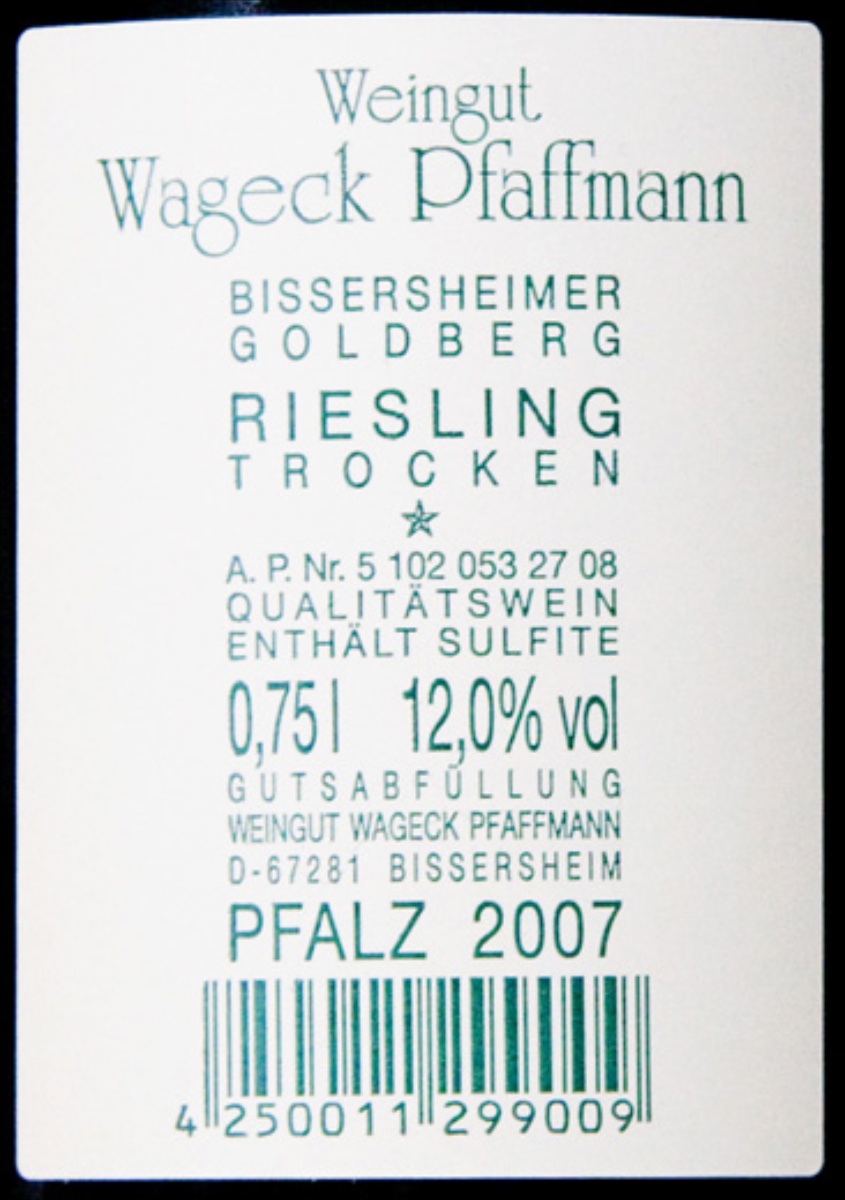 Weingut
Wageck Pfaffmann
BISSERSHEIMER
GOLDBERG
RIESLING
TROCKEN
A. P. Nr. 5 102 053 27 08
QUALITÄTSWEIN
ENTHÄLT SULFITE
0,75 l 12,0% vol
GUTSABFÜLLUNG
WEINGUT WAGECK PFAFFMANN
D-67281 BISSERSHEIM
PFALZ 2007
4 250011 299009